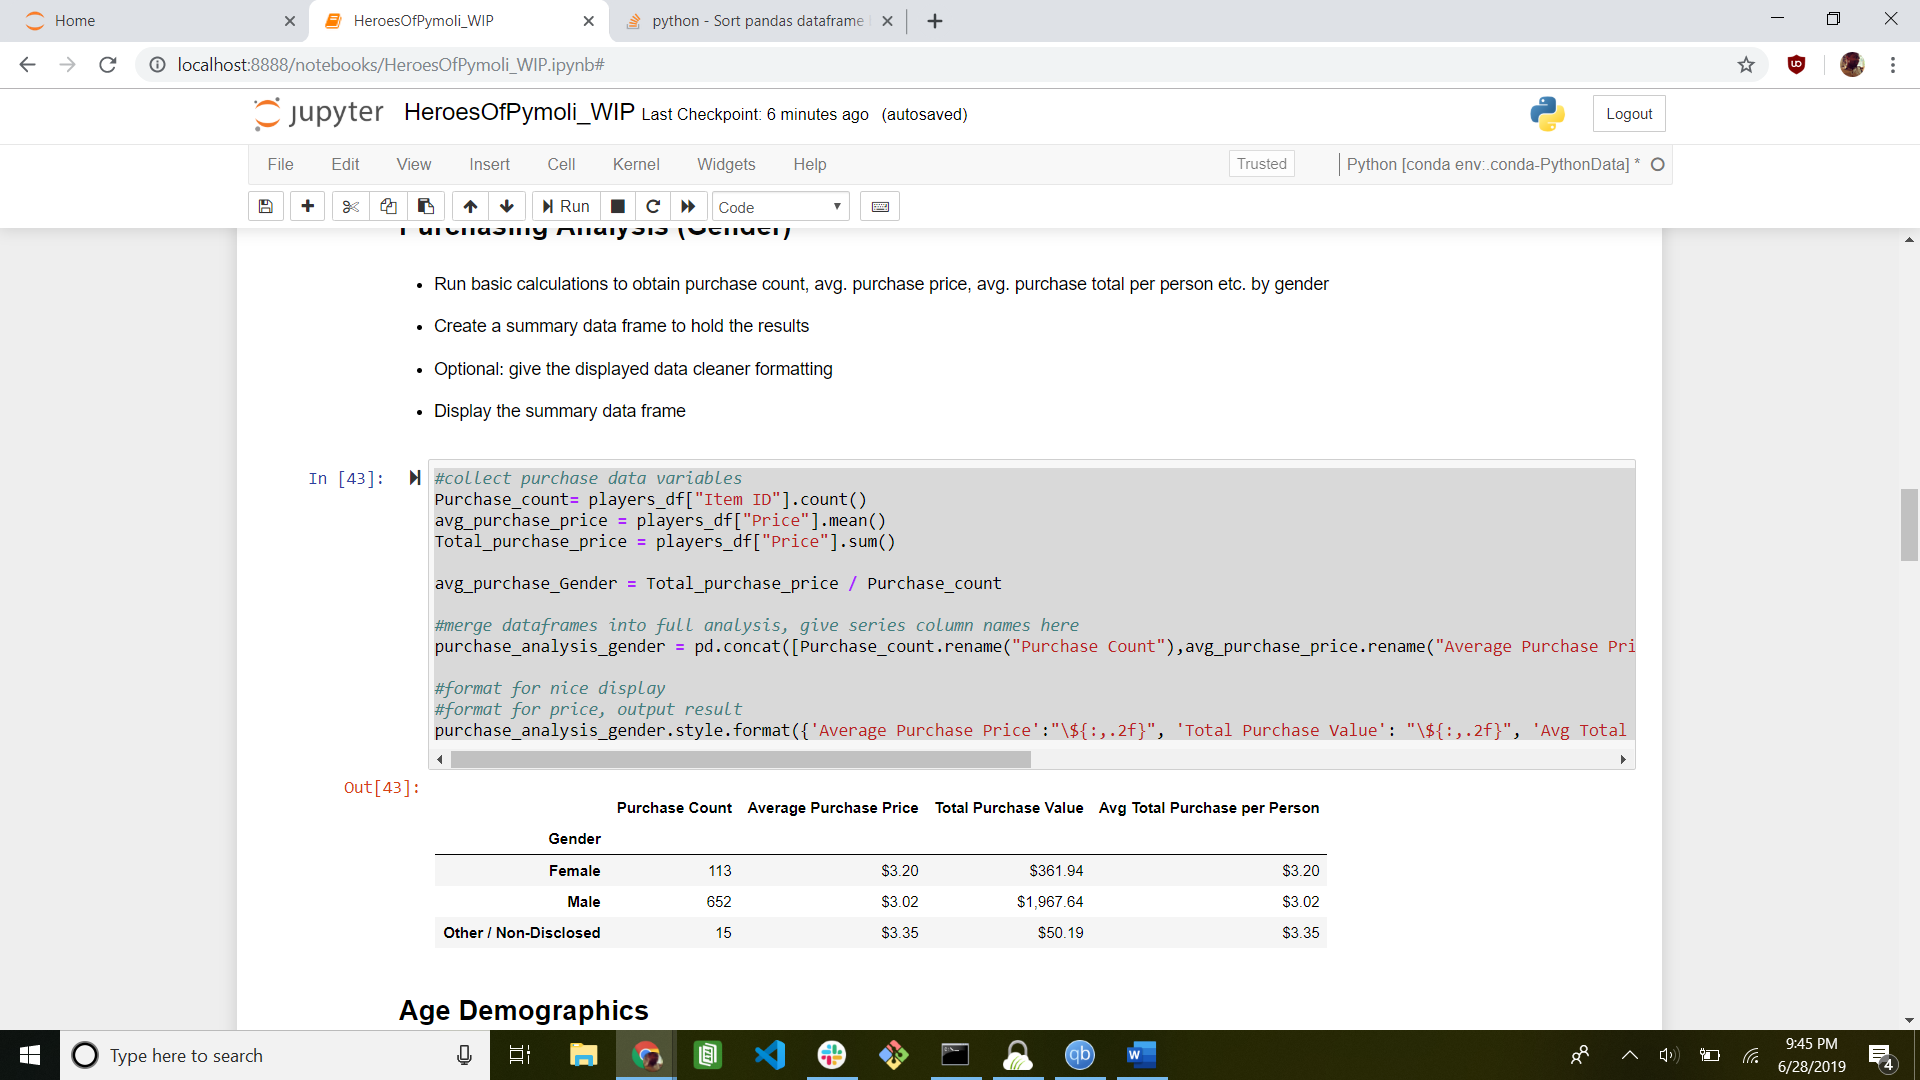 Home
HeroesOfPymoli_WIP
python - Sort pandas dataframe
localhost:8888/notebooks/HeroesOfPymoli_WIP.ipynb#
jupyter HeroesOfPymoli_WIP Last Checkpoint: 6 minutes ago (autosaved)
Logout
File Edit View Insert Cell Kernel Widgets Help
Trusted
Python [conda env:.conda-PythonData] *
Run
Code
Purchasing Analysis (Gender)
• Run basic calculations to obtain purchase count, avg. purchase price, avg. purchase total per person etc. by gender
• Create a summary data frame to hold the results
• Optional: give the displayed data cleaner formatting
• Display the summary data frame
In [43]:
#collect purchase data variables
Purchase_count= players_df["Item ID"].count()
avg_purchase_price = players_df["Price"].mean()
Total_purchase_price = players_df["Price"].sum()
avg_purchase_Gender = Total_purchase_price / Purchase_count
#merge dataframes into full analysis, give series column names here
purchase_analysis_gender = pd.concat([Purchase_count.rename("Purchase Count"),avg_purchase_price.rename("Average Purchase Pri
#format for nice display
#format for price, output result
purchase_analysis_gender.style.format({'Average Purchase Price':"\${:,.2f}", 'Total Purchase Value': "\${:,.2f}", 'Avg Total
Out[43]:
Purchase Count Average Purchase Price Total Purchase Value Avg Total Purchase per Person
Gender
Female 113 $3.20 $361.94 $3.20
Male 652 $3.02 $1,967.64 $3.02
Other / Non-Disclosed 15 $3.35 $50.19 $3.35
Age Demographics
Type here to search
qb
W
9:45 PM
6/28/2019
4